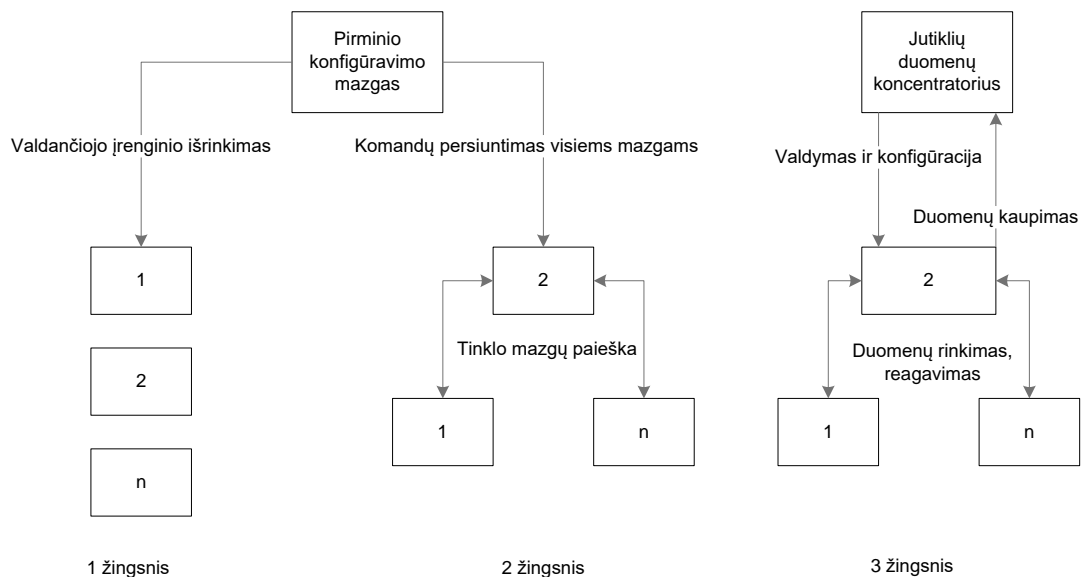 Pirminio
konfigūravimo
mazgas
Jutiklių
duomenų
koncentratorius
Valdančiojo įrenginio išrinkimas
Komandų persiuntimas visiems mazgams
Valdymas ir konfigūracija
Duomenų kaupimas
1
2
n
2
Tinklo mazgų paieška
1
n
2
Duomenų rinkimas,
reagavimas
1
n
1 žingsnis
2 žingsnis
3 žingsnis